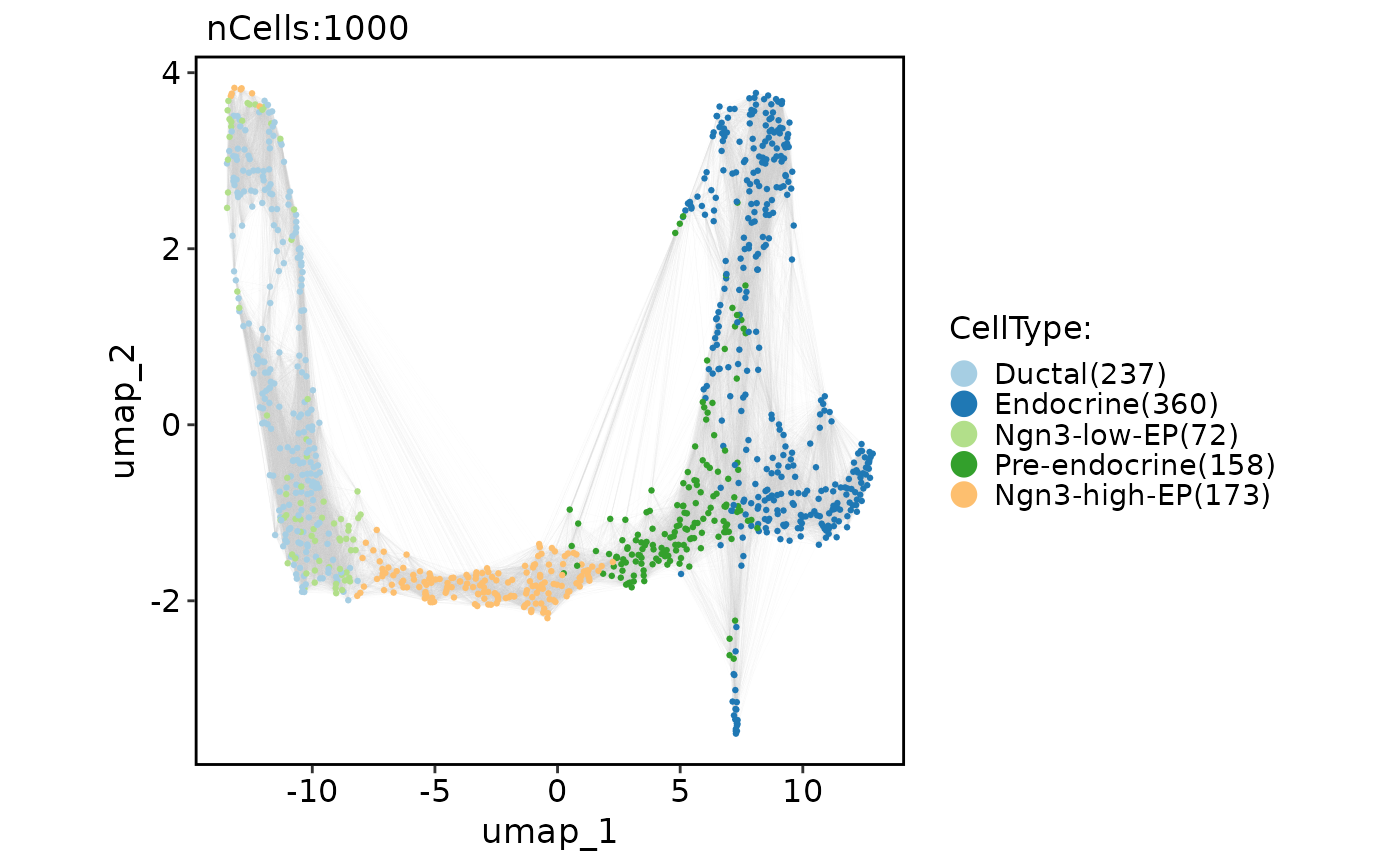 nCells:1000
4
2
0
-2
umap_2
-10 -5 0 5 10
umap_1
CellType:
Ductal(237)
Endocrine(360)
Ngn3-low-EP(72)
Pre-endocrine(158)
Ngn3-high-EP(173)